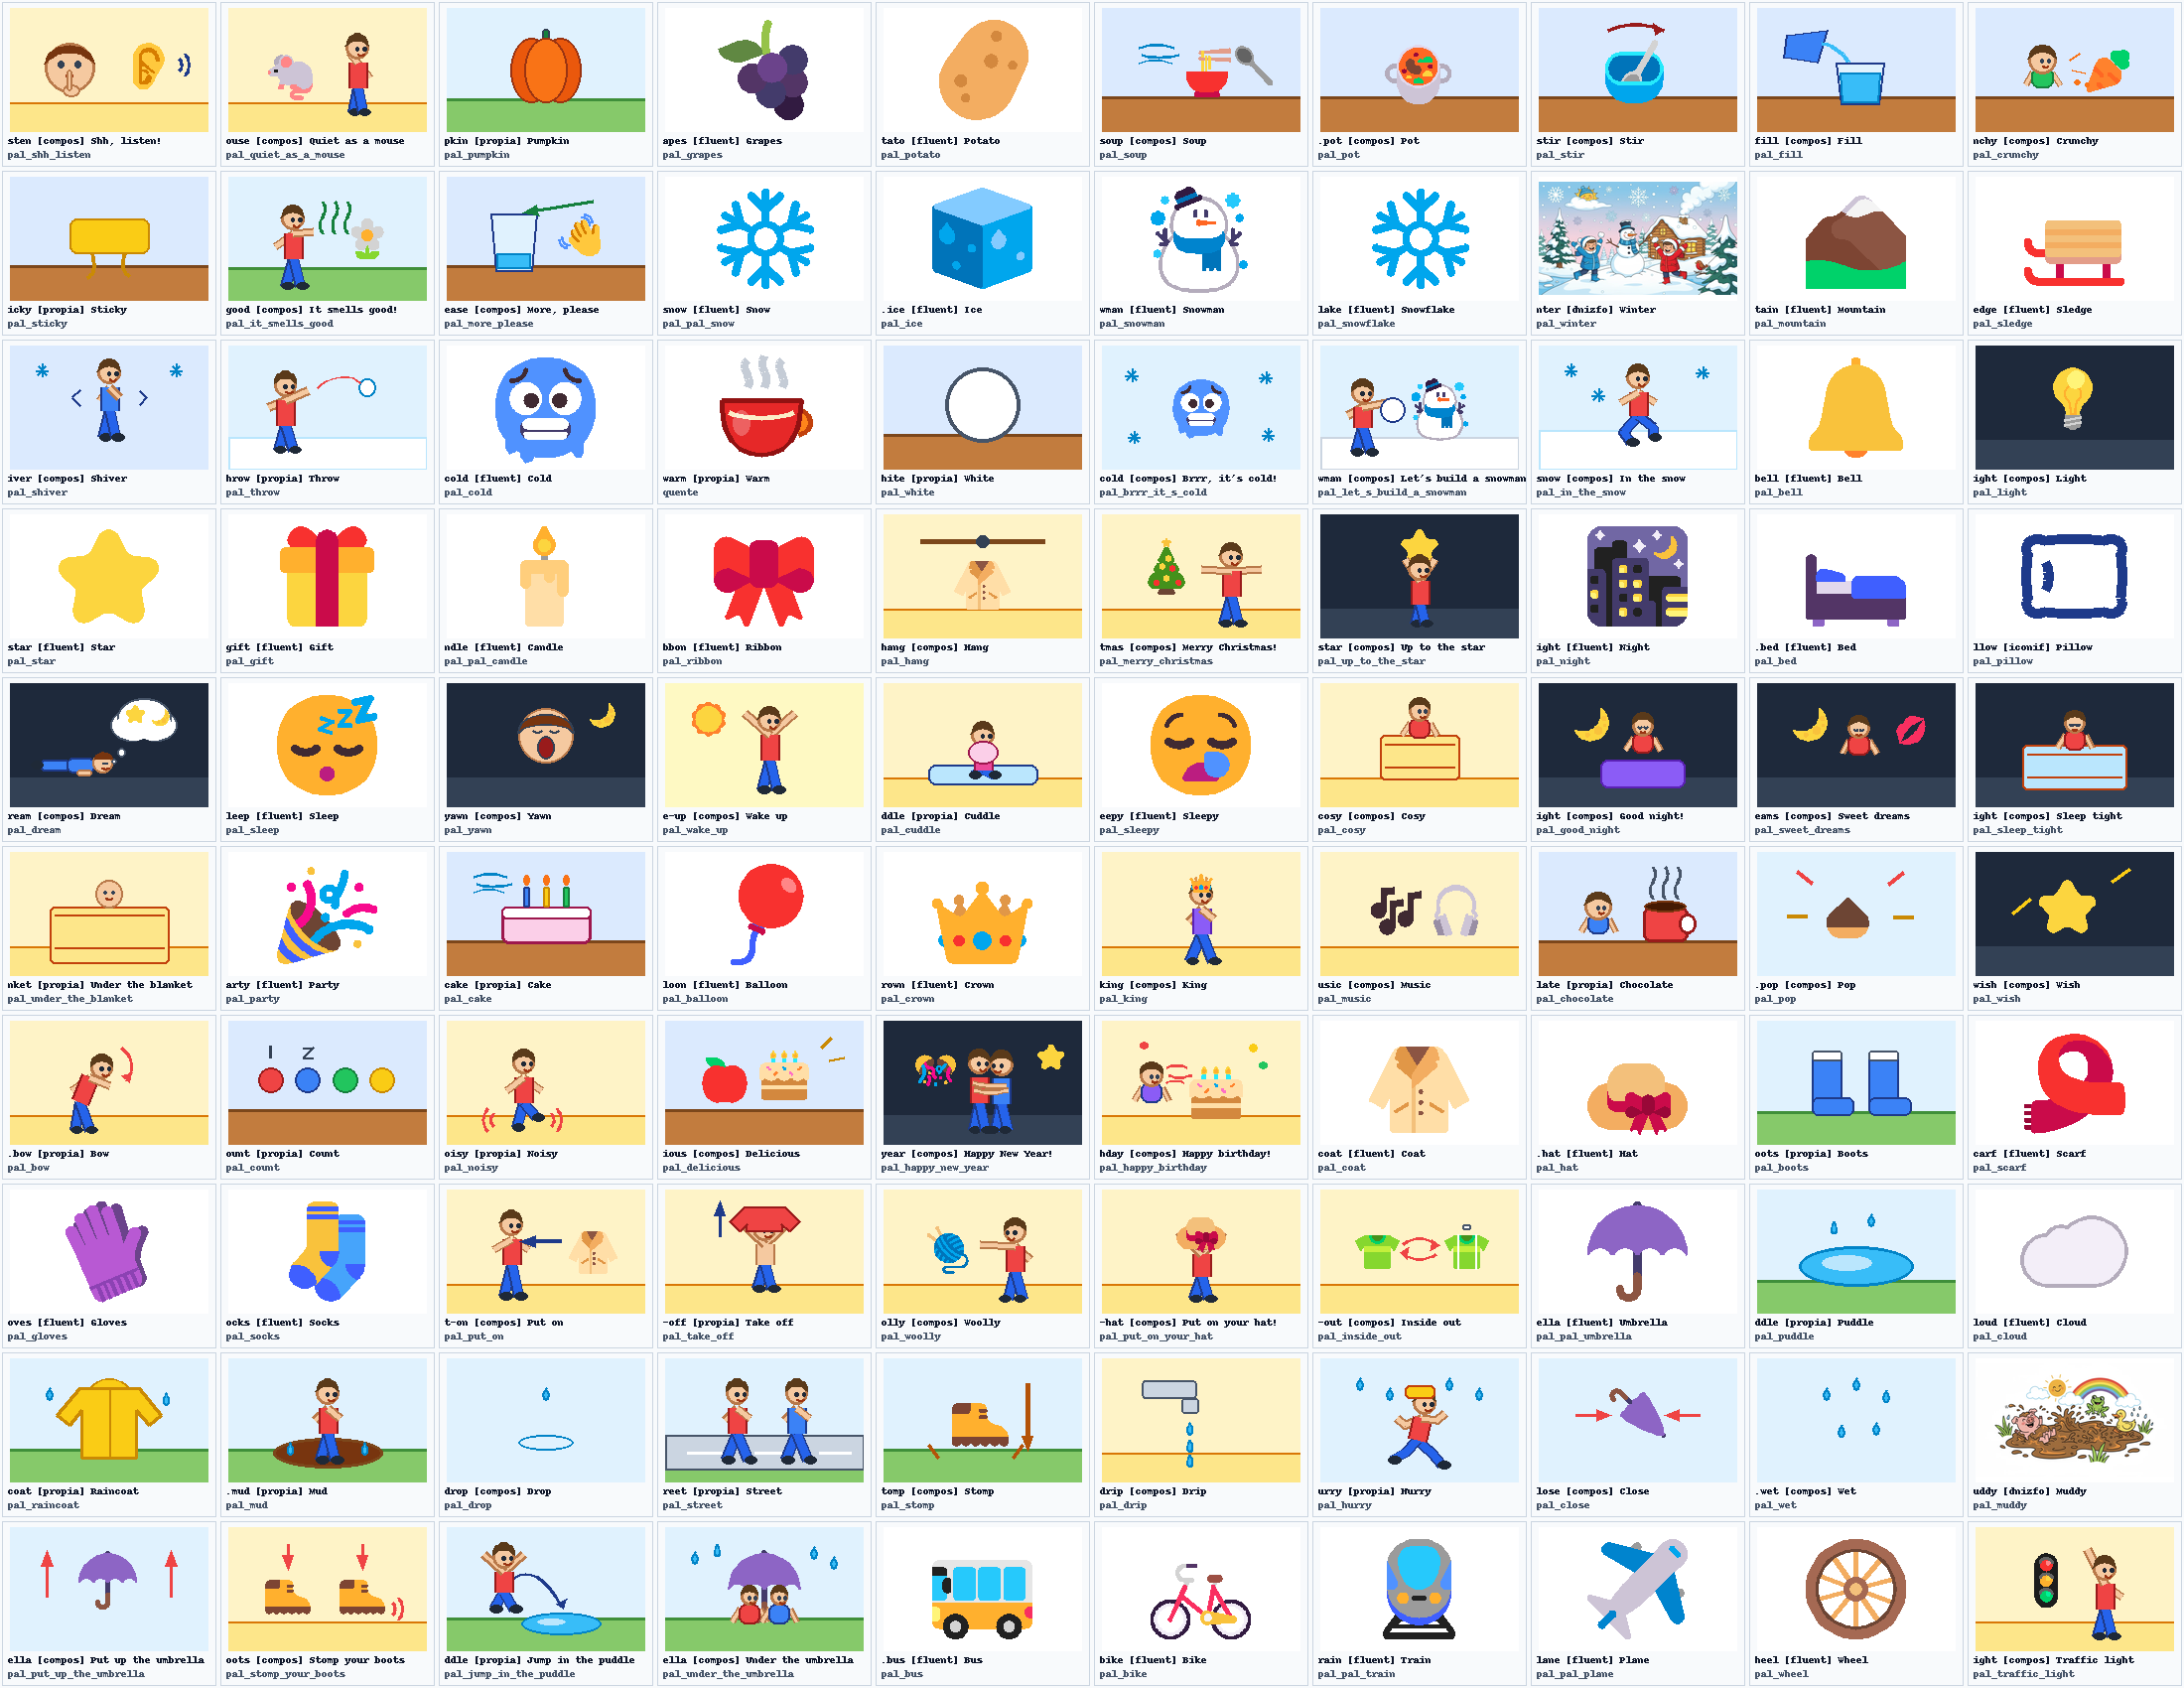 sten [compos] Shh, listen!
pal_shh_listen
ouse [compos] Quiet as a mouse
pal_quiet_as_a_mouse
pkin [propia] Pumpkin
pal_pumpkin
apes [fluent] Grapes
pal_grapes
tato [fluent] Potato
pal_potato
soup [compos] Soup
pal_soup
.pot [compos] Pot
pal_pot
stir [compos] Stir
pal_stir
fill [compos] Fill
pal_fill
nchy [compos] Crunchy
pal_crunchy
icky [propia] Sticky
pal_sticky
good [compos] It smells good!
pal_it_smells_good
ease [compos] More, please
pal_more_please
snow [fluent] Snow
pal_pal_snow
.ice [fluent] Ice
pal_ice
wman [fluent] Snowman
pal_snowman
lake [fluent] Snowflake
pal_snowflake
nter [dnizfo] Winter
pal_winter
tain [fluent] Mountain
pal_mountain
edge [fluent] Sledge
pal_sledge
iver [compos] Shiver
pal_shiver
hrow [propia] Throw
pal_throw
cold [fluent] Cold
pal_cold
warm [propia] Warm
quente
hite [propia] White
pal_white
cold [compos] Brrr, it's cold!
pal_brrr_it_s_cold
wman [compos] Let's build a snowman
pal_let_s_build_a_snowman
snow [compos] In the snow
pal_in_the_snow
bell [fluent] Bell
pal_bell
ight [compos] Light
pal_light
star [fluent] Star
pal_star
gift [fluent] Gift
pal_gift
ndle [fluent] Candle
pal_pal_candle
bbon [fluent] Ribbon
pal_ribbon
hang [compos] Hang
pal_hang
tmas [compos] Merry Christmas!
pal_merry_christmas
star [compos] Up to the star
pal_up_to_the_star
ight [fluent] Night
pal_night
.bed [fluent] Bed
pal_bed
llow [iconif] Pillow
pal_pillow
ream [compos] Dream
pal_dream
leep [fluent] Sleep
pal_sleep
yawn [compos] Yawn
pal_yawn
e-up [compos] Wake up
pal_wake_up
ddle [propia] Cuddle
pal_cuddle
eepy [fluent] Sleepy
pal_sleepy
cosy [compos] Cosy
pal_cosy
ight [compos] Good night!
pal_good_night
eams [compos] Sweet dreams
pal_sweet_dreams
ight [compos] Sleep tight
pal_sleep_tight
nket [propia] Under the blanket
pal_under_the_blanket
arty [fluent] Party
pal_party
cake [propia] Cake
pal_cake
loon [fluent] Balloon
pal_balloon
rown [fluent] Crown
pal_crown
king [compos] King
pal_king
usic [compos] Music
pal_music
late [propia] Chocolate
pal_chocolate
.pop [compos] Pop
pal_pop
wish [compos] Wish
pal_wish
.bow [propia] Bow
pal_bow
ount [propia] Count
pal_count
oisy [propia] Noisy
pal_noisy
ious [compos] Delicious
pal_delicious
year [compos] Happy New Year!
pal_happy_new_year
hday [compos] Happy birthday!
pal_happy_birthday
coat [fluent] Coat
pal_coat
.hat [fluent] Hat
pal_hat
oots [propia] Boots
pal_boots
carf [fluent] Scarf
pal_scarf
oves [fluent] Gloves
pal_gloves
ocks [fluent] Socks
pal_socks
t-on [compos] Put on
pal_put_on
-off [propia] Take off
pal_take_off
olly [compos] Woolly
pal_woolly
-hat [compos] Put on your hat!
pal_put_on_your_hat
-out [compos] Inside out
pal_inside_out
ella [fluent] Umbrella
pal_pal_umbrella
ddle [propia] Puddle
pal_puddle
loud [fluent] Cloud
pal_cloud
coat [propia] Raincoat
pal_raincoat
.mud [propia] Mud
pal_mud
drop [compos] Drop
pal_drop
reet [propia] Street
pal_street
tomp [compos] Stomp
pal_stomp
drip [compos] Drip
pal_drip
urry [propia] Hurry
pal_hurry
lose [compos] Close
pal_close
.wet [compos] Wet
pal_wet
uddy [dnizfo] Muddy
pal_muddy
ella [compos] Put up the umbrella
pal_put_up_the_umbrella
oots [compos] Stomp your boots
pal_stomp_your_boots
ddle [propia] Jump in the puddle
pal_jump_in_the_puddle
ella [compos] Under the umbrella
pal_under_the_umbrella
.bus [fluent] Bus
pal_bus
bike [fluent] Bike
pal_bike
rain [fluent] Train
pal_pal_train
lane [fluent] Plane
pal_pal_plane
heel [fluent] Wheel
pal_wheel
ight [compos] Traffic light
pal_traffic_light